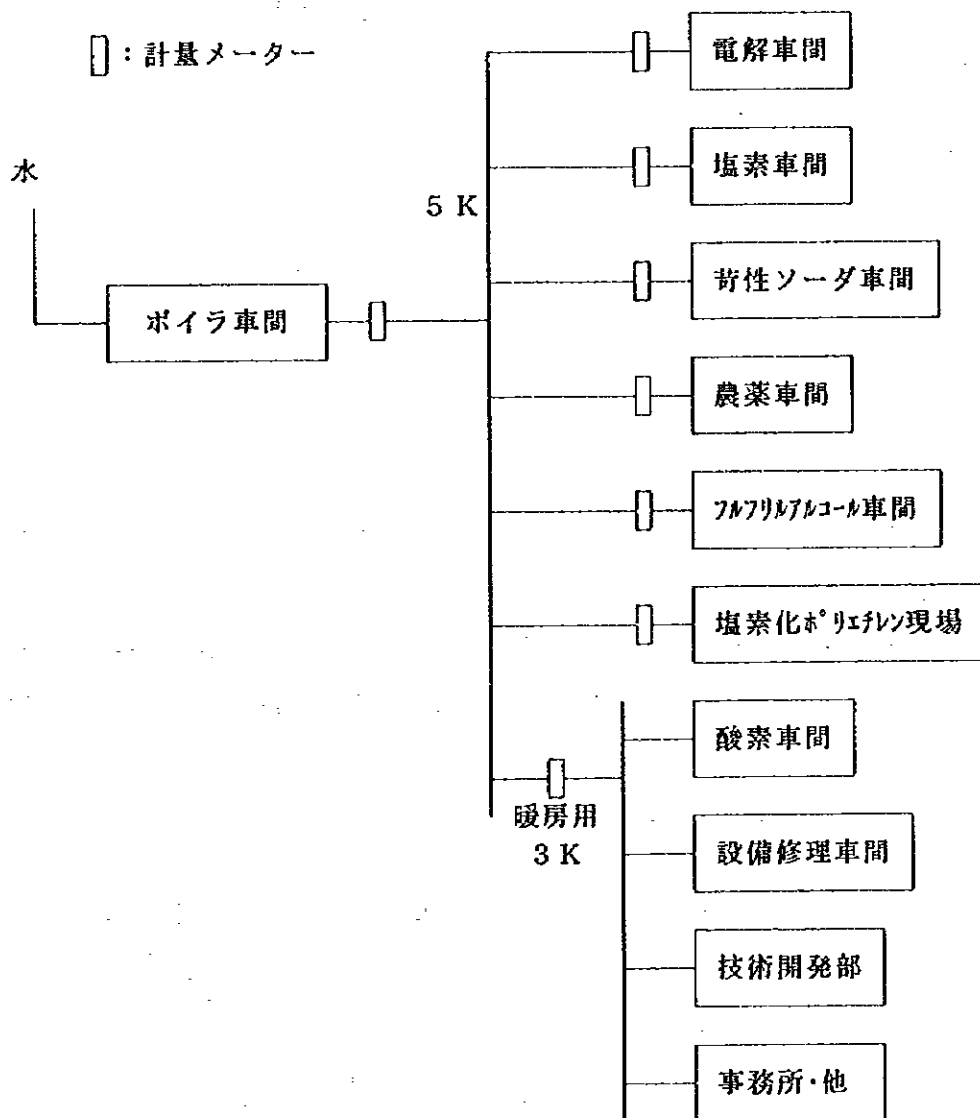 ：計量メーター
電解車間
水
塩素車間
5 K
苛性ソーダ車間
ボイラ車間
農薬車間
フルフリルアルコール車間
塩素化ポリエチレン現場
酸素車間
暖房用
3 K
設備修理車間
技術開発部
事務所・他